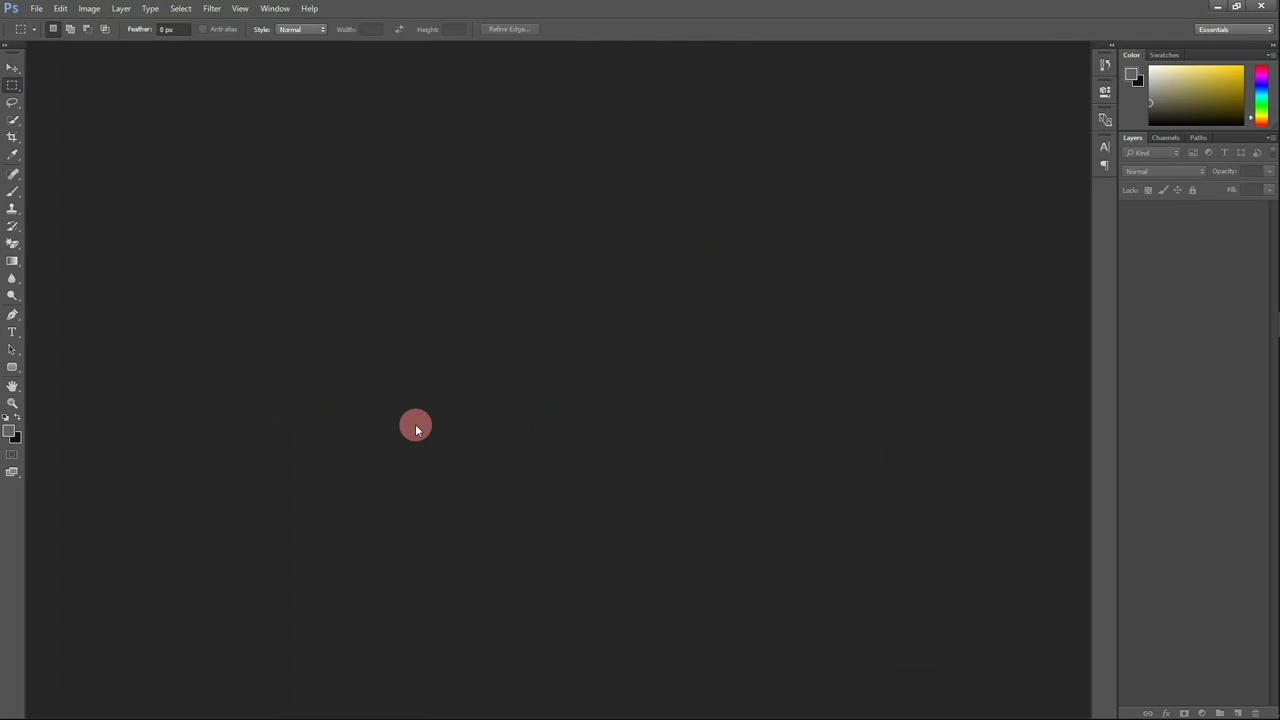 Ps File Edit Image Layer Type Select Filter View Window Help
Feather: 0 px Anti-alias Style: Normal Width: Height: Refine Edge... Essentials
Color Swatches
Layers Channels Paths
Kind T
Normal Opacity:
Lock: Fill:
A
T